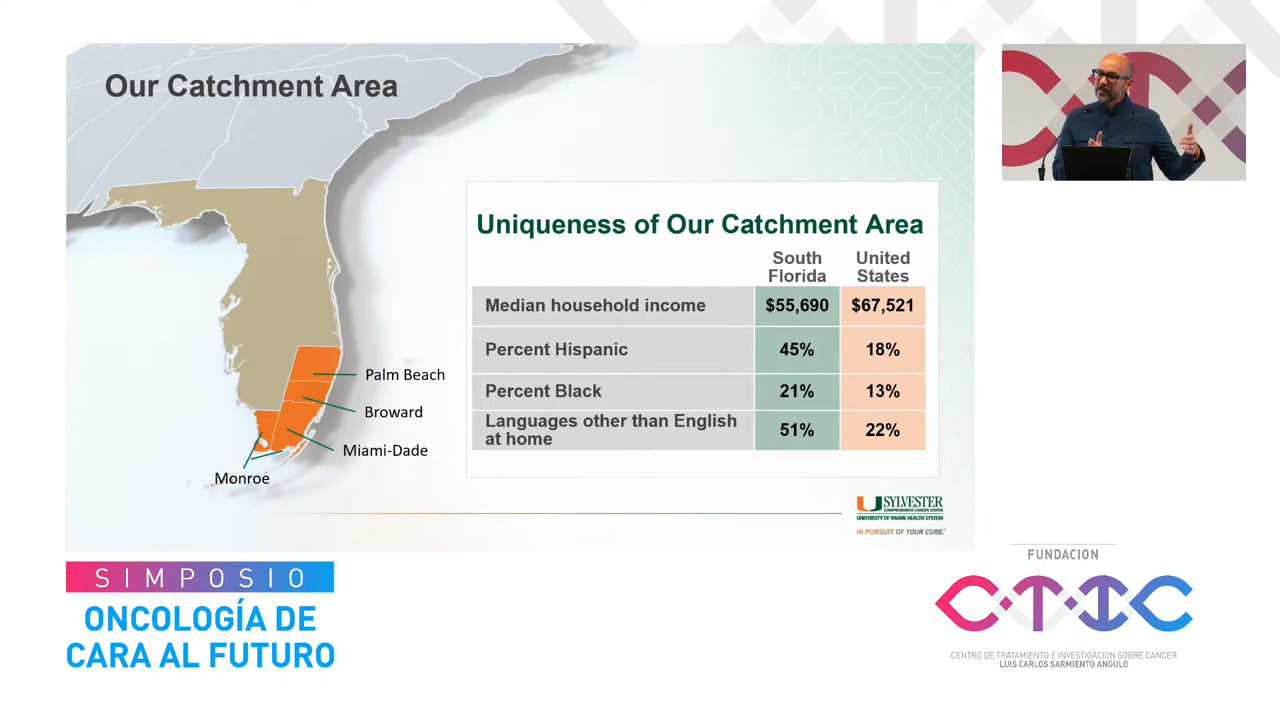 Our Catchment Area
Palm Beach
Broward
Miami-Dade
Monroe
Uniqueness of Our Catchment Area
South
Florida
United
States
Median household income $55,690 $67,521
Percent Hispanic 45% 18%
Percent Black 21% 13%
Languages other than English
at home 51% 22%
U SYLVESTER
COMPREHENSIVE CANCER CENTER
UNIVERSITY OF MIAMI HEALTH SYSTEM
IN PURSUIT OF YOUR CURE.
SIMPOSIO
ONCOLOGÍA DE
CARA AL FUTURO
FUNDACION
CTIC
CENTRO DE TRATAMIENTO E INVESTIGACION SOBRE CANCER
LUIS CARLOS SARMIENTO ANGULO